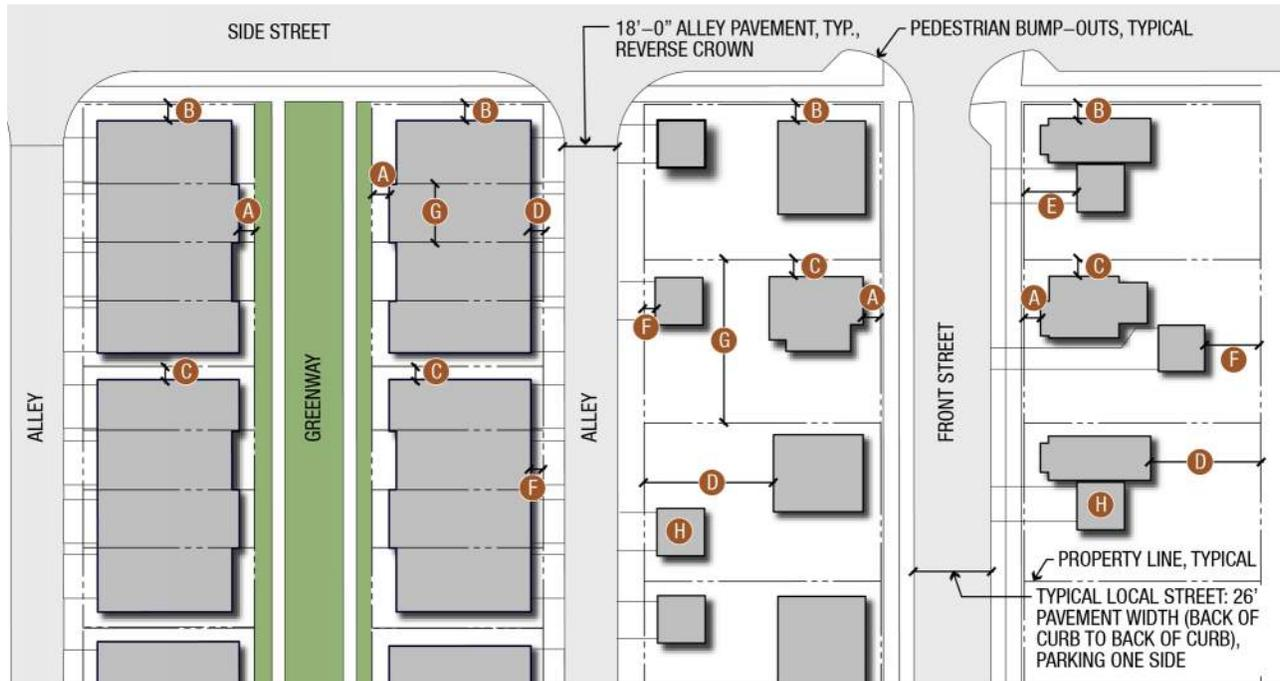 SIDE STREET
18'–0" ALLEY PAVEMENT, TYP.,
REVERSE CROWN
PEDESTRIAN BUMP–OUTS, TYPICAL
B
B
B
B
A
A
G
D
E
C
C
A
A
F
G
F
C
C
ALLEY
GREENWAY
ALLEY
FRONT STREET
F
D
D
H
H
PROPERTY LINE, TYPICAL
TYPICAL LOCAL STREET: 26'
PAVEMENT WIDTH (BACK OF
CURB TO BACK OF CURB),
PARKING ONE SIDE